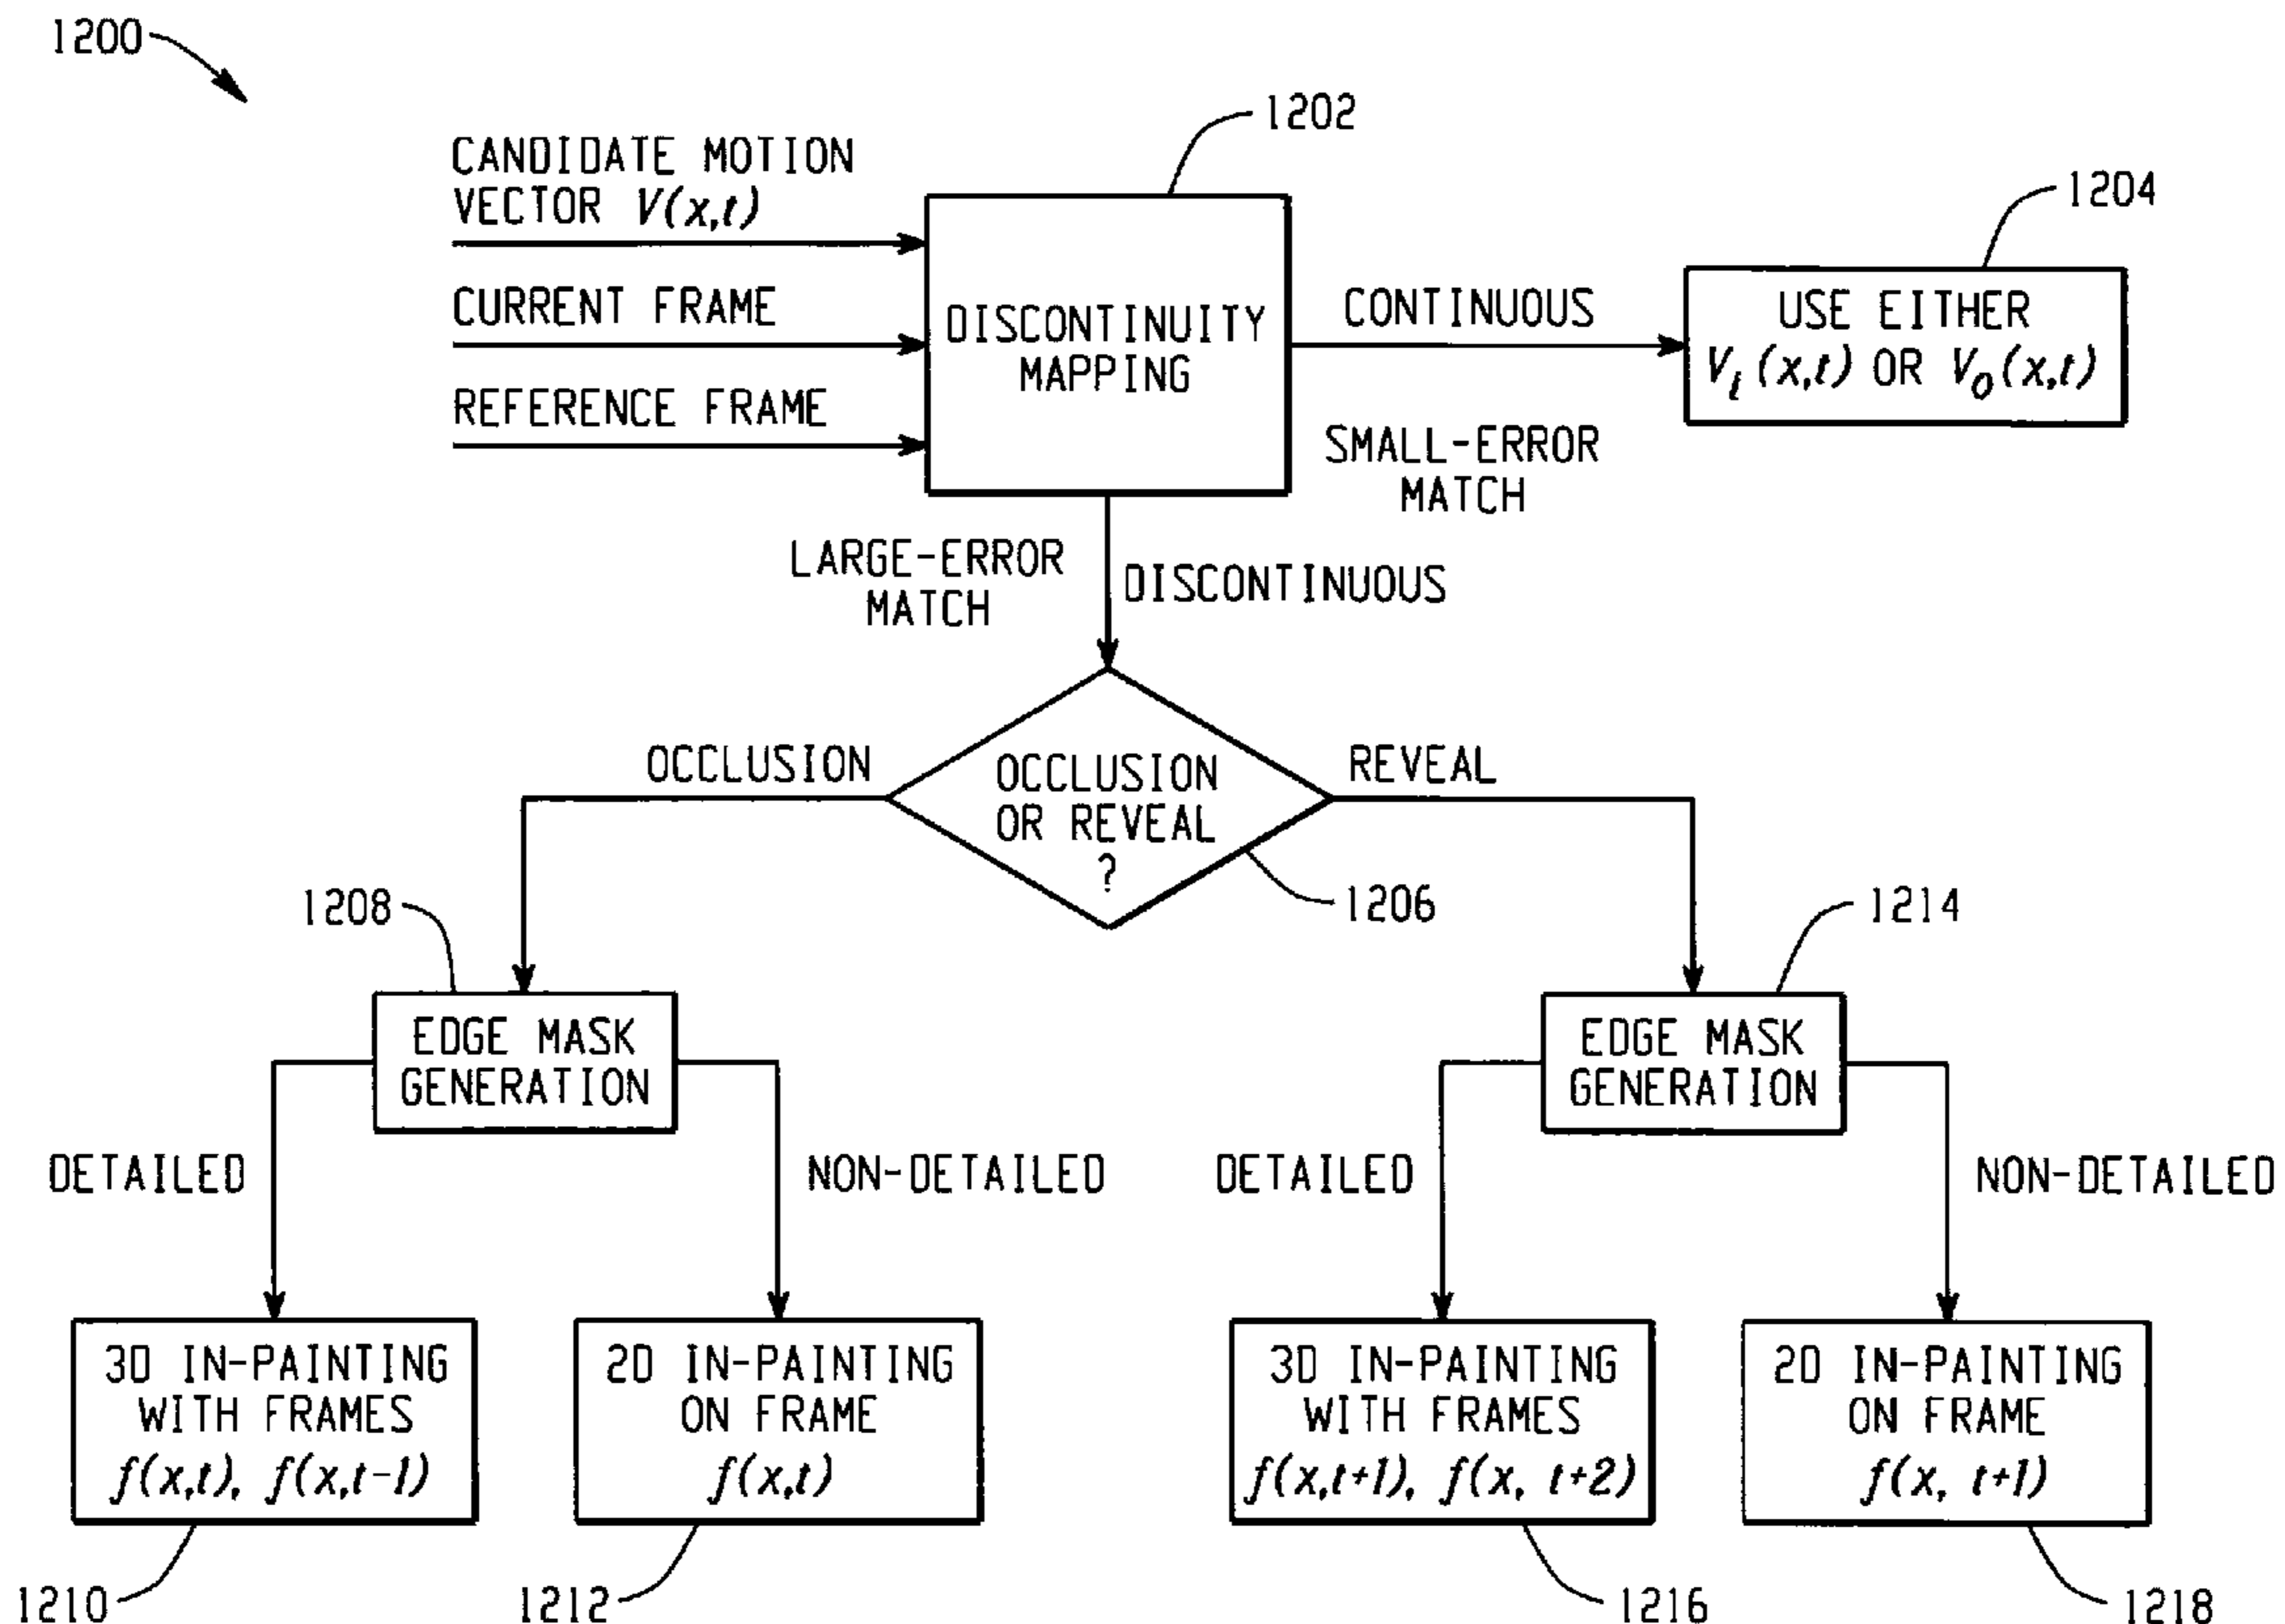 1200
1202
CANDIDATE MOTION
VECTOR V(x,t)
1204
CURRENT FRAME
DISCONTINUITY
MAPPING
CONTINUOUS
USE EITHER
V_i(x,t) OR V_o(x,t)
REFERENCE FRAME
SMALL-ERROR
MATCH
LARGE-ERROR
MATCH
DISCONTINUOUS
OCCLUSION
OCCLUSION
OR REVEAL
?
REVEAL
1208
1206
1214
EDGE MASK
GENERATION
EDGE MASK
GENERATION
DETAILED
NON-DETAILED
DETAILED
NON-DETAILED
3D IN-PAINTING
WITH FRAMES
f(x,t), f(x,t-1)
2D IN-PAINTING
ON FRAME
f(x,t)
3D IN-PAINTING
WITH FRAMES
f(x,t+1), f(x, t+2)
2D IN-PAINTING
ON FRAME
f(x, t+1)
1210
1212
1216
1218